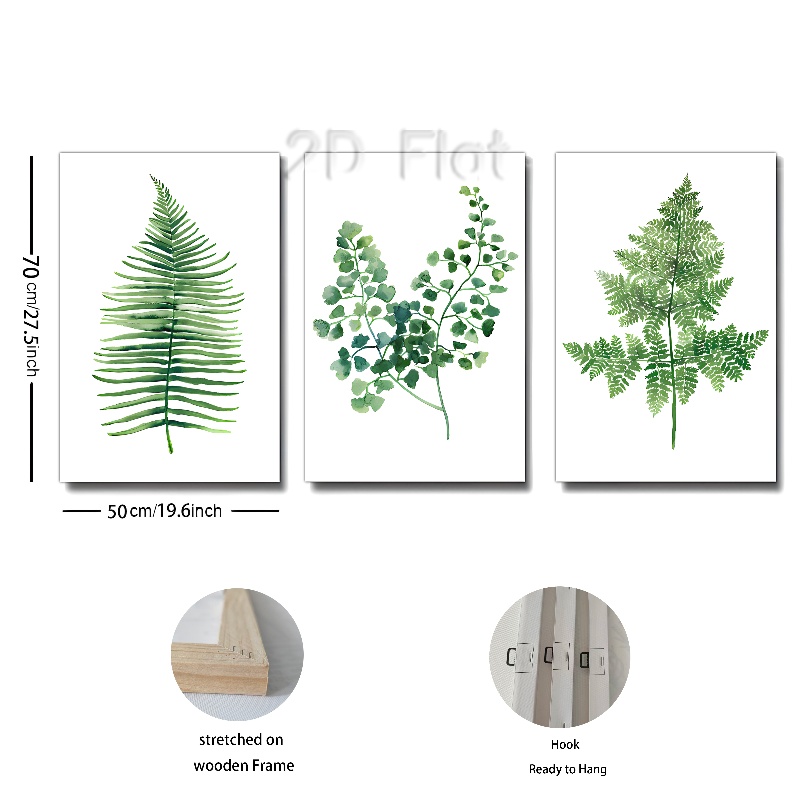 2D Flat
70 cm/27.5inch
50cm/19.6inch
stretched on
wooden Frame
Hook
Ready to Hang